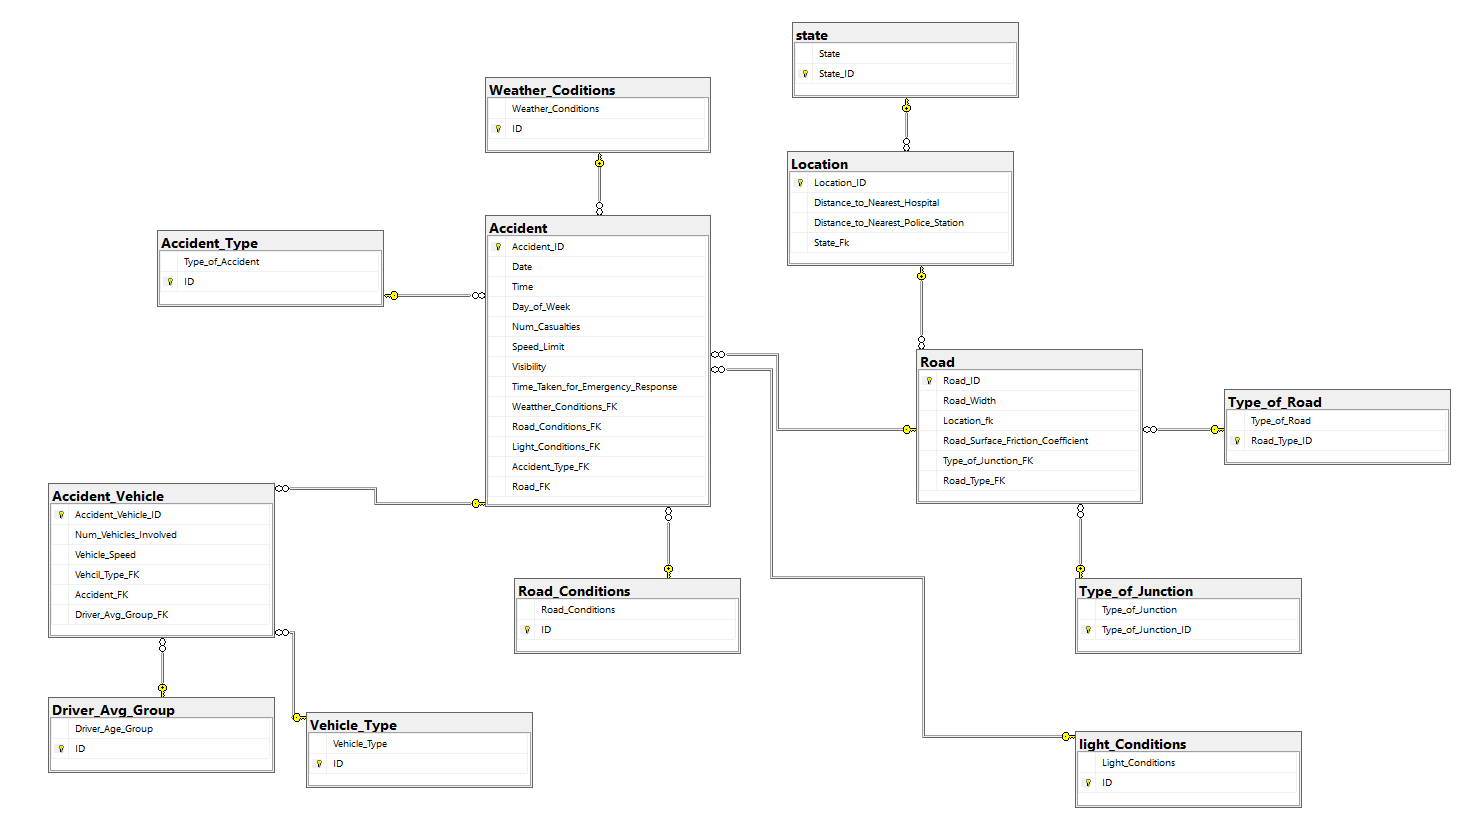 state
State
State_ID
Weather_Coditions
Weather_Conditions
ID
Location
Location_ID
Distance_to_Nearest_Hospital
Distance_to_Nearest_Police_Station
State_Fk
Accident_Type
Type_of_Accident
ID
Accident
Accident_ID
Date
Time
Day_of_Week
Num_Casualties
Speed_Limit
Visibility
Time_Taken_for_Emergency_Response
Weatther_Conditions_FK
Road_Conditions_FK
Light_Conditions_FK
Accident_Type_FK
Road_FK
Road
Road_ID
Road_Width
Location_fk
Road_Surface_Friction_Coefficient
Type_of_Junction_FK
Road_Type_FK
Type_of_Road
Type_of_Road
Road_Type_ID
Accident_Vehicle
Accident_Vehicle_ID
Num_Vehicles_Involved
Vehicle_Speed
Vehcil_Type_FK
Accident_FK
Driver_Avg_Group_FK
Road_Conditions
Road_Conditions
ID
Type_of_Junction
Type_of_Junction
Type_of_Junction_ID
Driver_Avg_Group
Driver_Age_Group
ID
Vehicle_Type
Vehicle_Type
ID
light_Conditions
Light_Conditions
ID